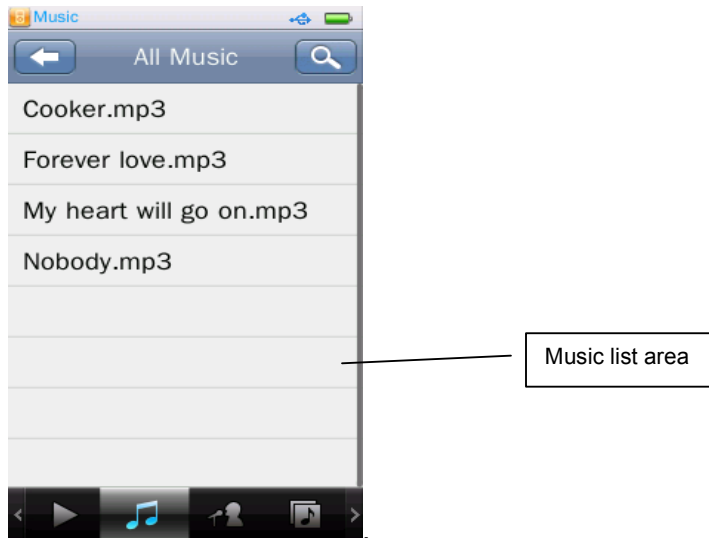 Music
All Music
Cooker.mp3
Forever love.mp3
My heart will go on.mp3
Nobody.mp3
Music list area